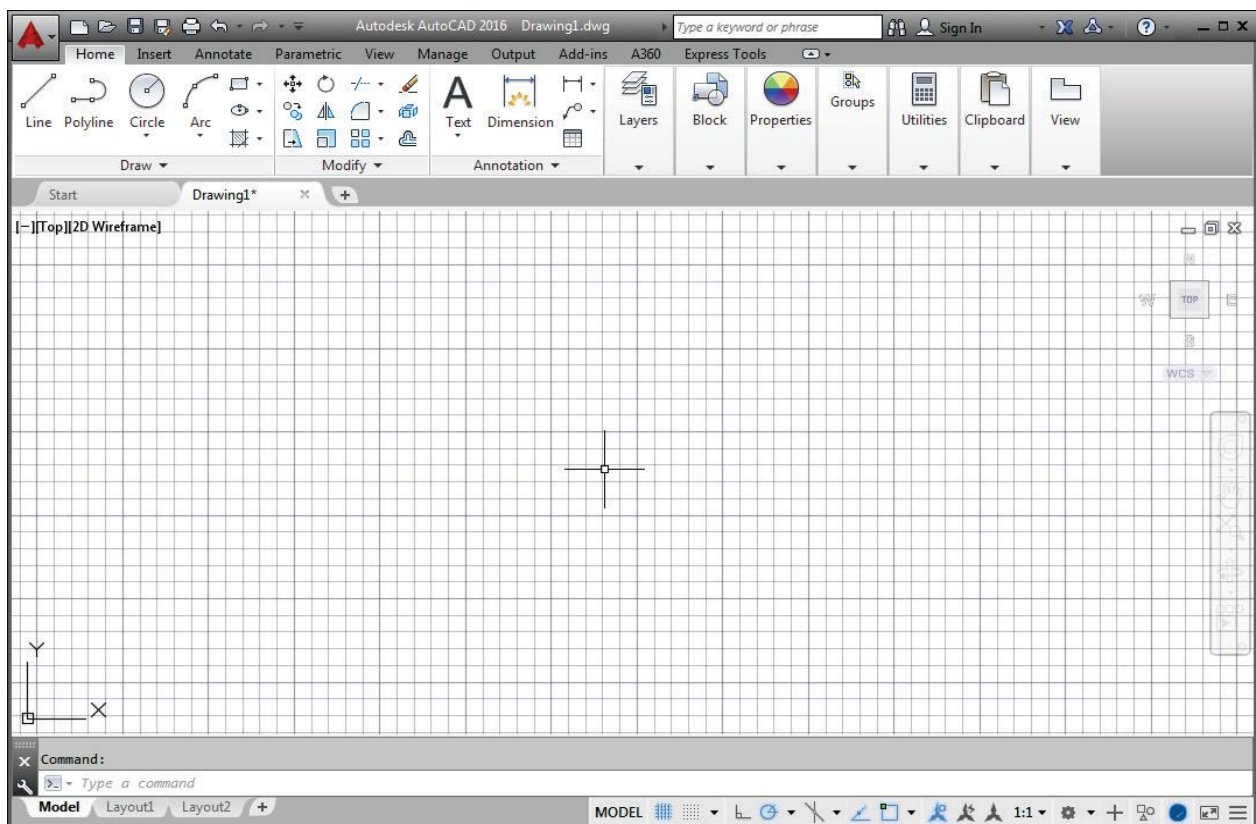 Autodesk AutoCAD 2016 Drawing1.dwg Type a keyword or phrase Sign In
Home Insert Annotate Parametric View Manage Output Add-ins A360 Express Tools
Line Polyline Circle Arc Text Dimension Layers Block Properties Groups Utilities Clipboard View
Draw Modify Annotation
Start Drawing1*
[−][Top][2D Wireframe]
N
W TOP E
S
WCS
Y
X
Command:
Type a command
Model Layout1 Layout2 MODEL 1:1